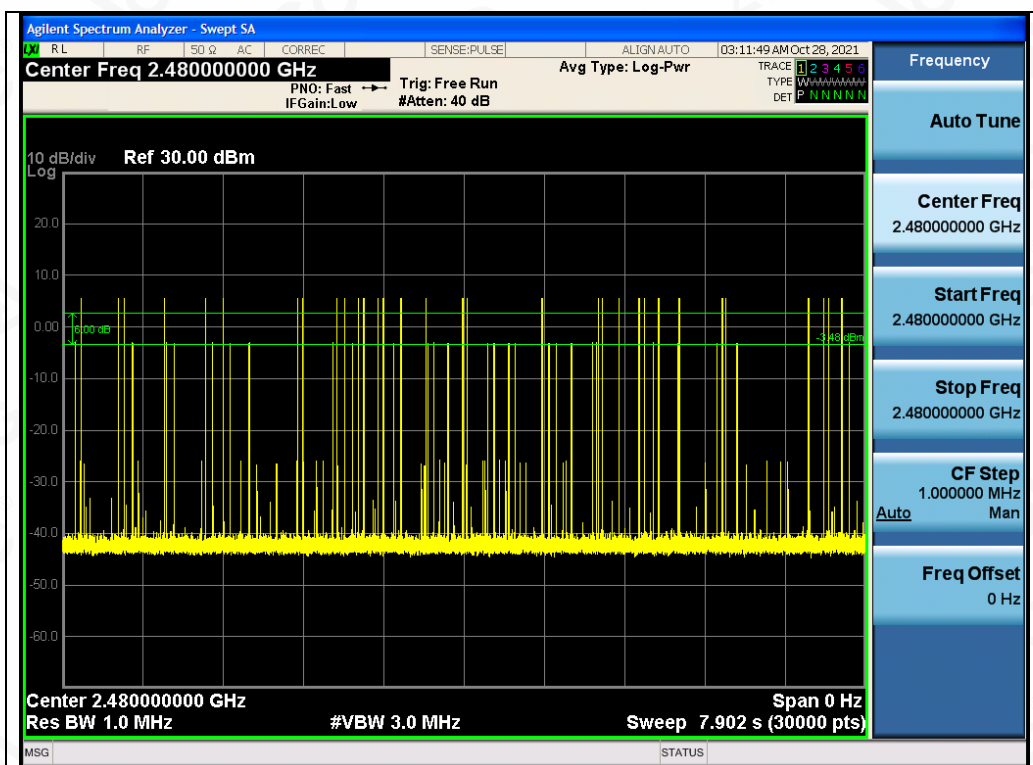 Agilent Spectrum Analyzer - Swept SA
LXI RL RF 50 Ω AC CORREC SENSE:PULSE ALIGN AUTO 03:11:49 AM Oct 28, 2021
Center Freq 2.480000000 GHz
PNO: Fast
IFGain:Low
Trig: Free Run
#Atten: 40 dB
Avg Type: Log-Pwr
TRACE 1 2 3 4 5 6
TYPE WWWWWW
DET P N N N N N
10 dB/div Ref 30.00 dBm
Log
20.0
10.0
0.00
6.00 dB
-3.48 dBm
-10.0
-20.0
-30.0
-40.0
-50.0
-60.0
Center 2.480000000 GHz Span 0 Hz
Res BW 1.0 MHz #VBW 3.0 MHz Sweep 7.902 s (30000 pts)
MSG STATUS
Frequency
Auto Tune
Center Freq
2.480000000 GHz
Start Freq
2.480000000 GHz
Stop Freq
2.480000000 GHz
CF Step
1.000000 MHz
Auto Man
Freq Offset
0 Hz